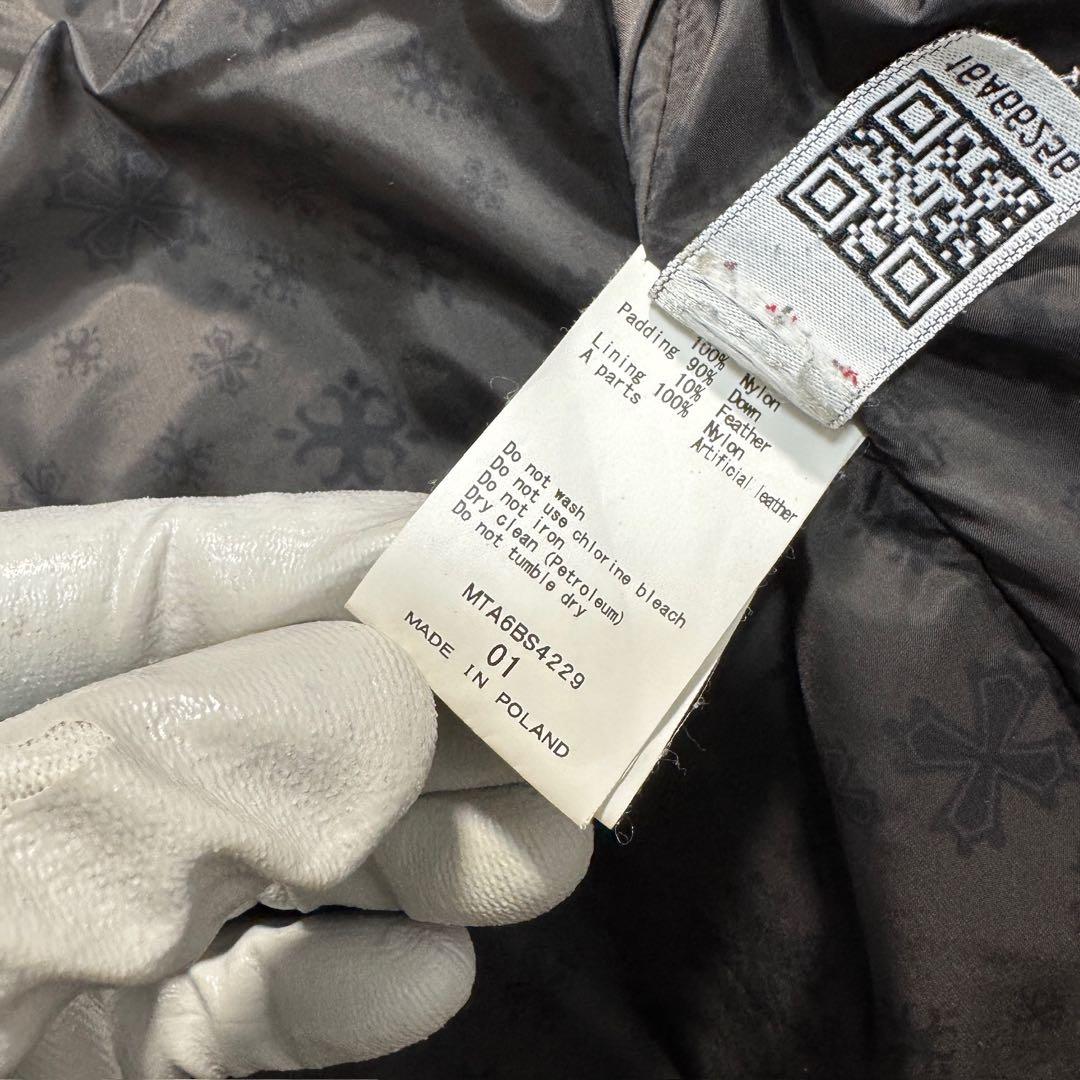 100% Nylon
Padding 90% Down
10% Feather
Lining 100% Nylon
A parts Artificial leather
Do not wash
Do not use chlorine bleach
Do not iron
Dry clean (Petroleum)
Do not tumble dry
MTA6BS4229
01
MADE IN POLAND